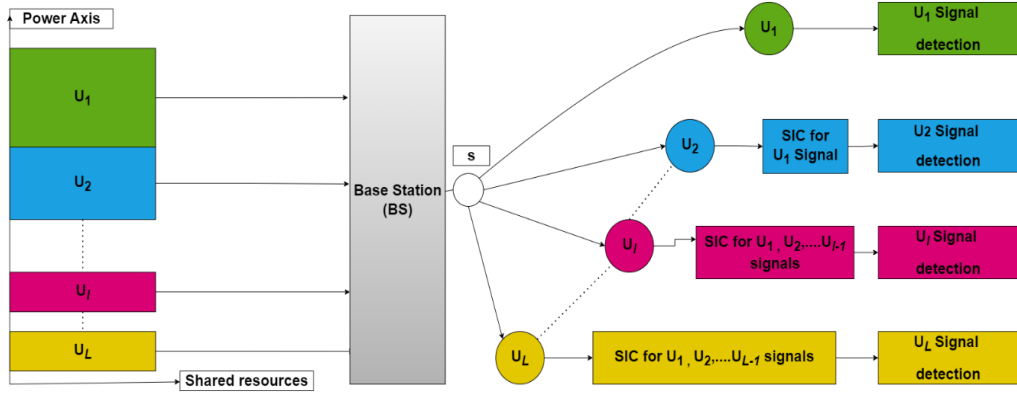 Power Axis
U1
U2
Ul
UL
Shared resources
Base Station
(BS)
s
U1
U2
Ul
UL
SIC for
U1 Signal
SIC for U1 , U2,....Ul-1
signals
SIC for U1 , U2,....UL-1 signals
U1 Signal
detection
U2 Signal
detection
Ul Signal
detection
UL Signal
detection